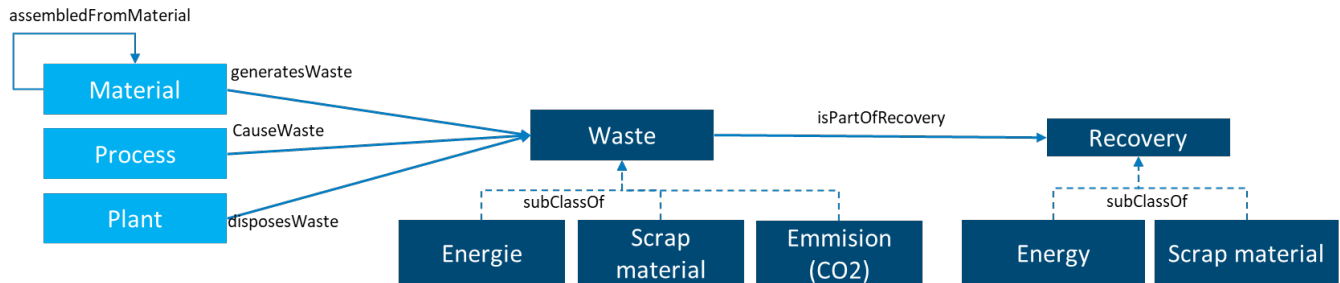 assembledFromMaterial
Material
generatesWaste
CauseWaste
Process
Plant
disposesWaste
Waste
isPartOfRecovery
Recovery
subClassOf
Energie
Scrap
material
Emmision
(CO2)
subClassOf
Energy
Scrap material